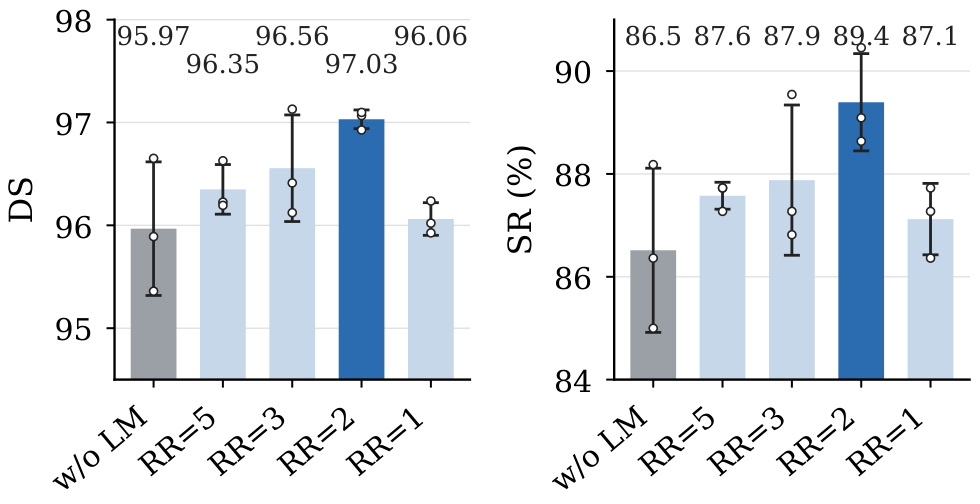 DS
98
97
96
95
95.97 96.56 96.06
96.35 97.03
w/o LM RR=5 RR=3 RR=2 RR=1
SR (%)
90
88
86
84
86.5 87.6 87.9 89.4 87.1
w/o LM RR=5 RR=3 RR=2 RR=1